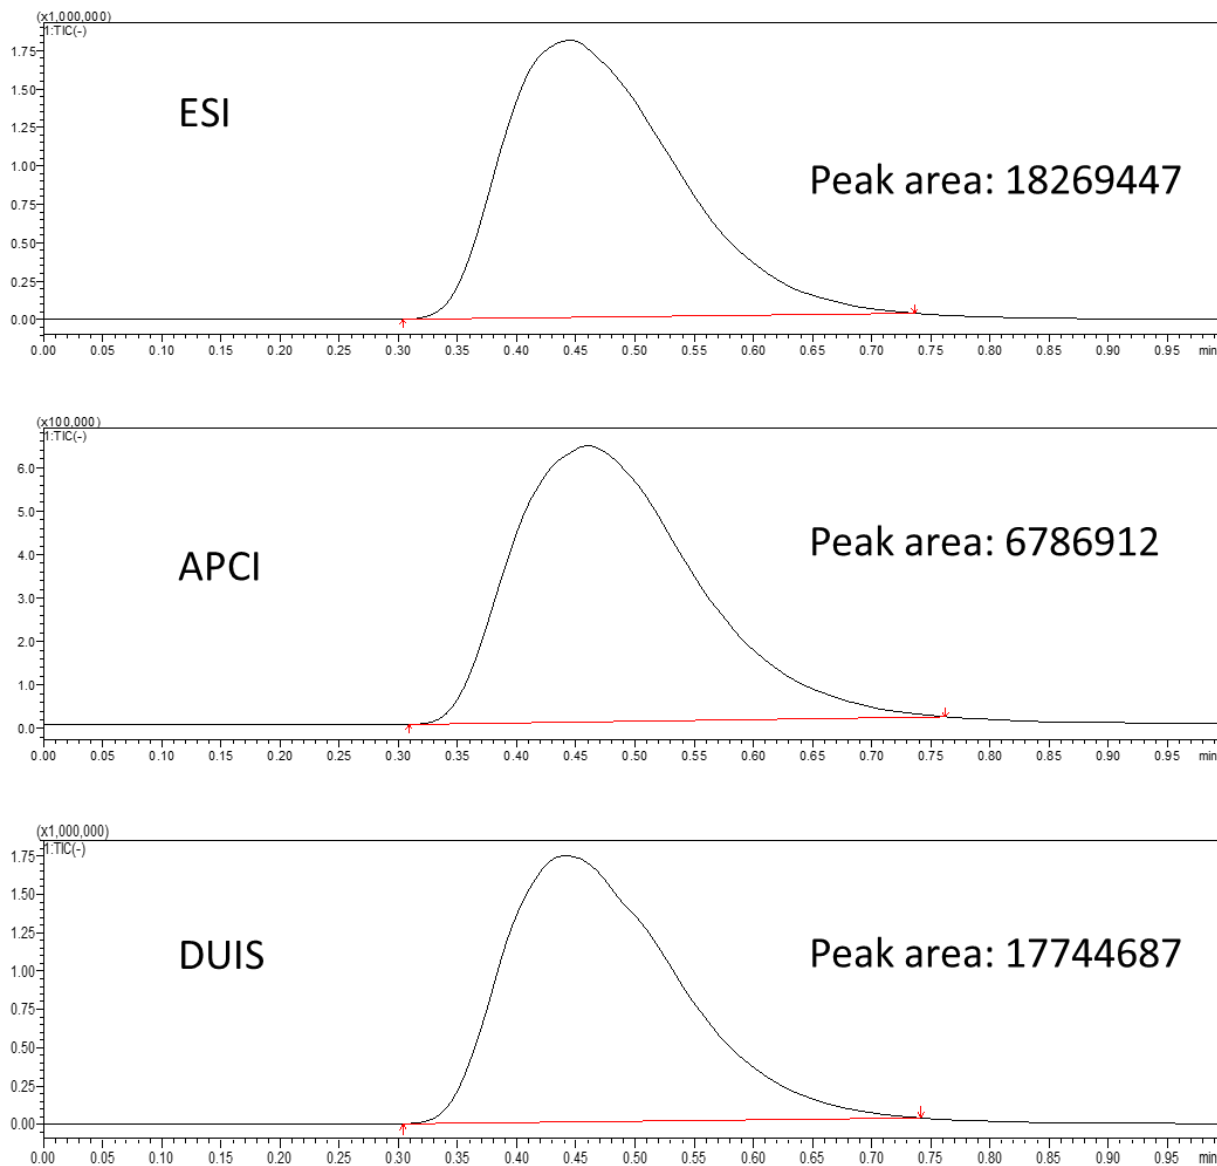 (x1,000,000)
1:TIC(-)
1.75
1.50
ESI
1.25
Peak area: 18269447
1.00
0.75
0.50
0.25
0.00
0.00 0.05 0.10 0.15 0.20 0.25 0.30 0.35 0.40 0.45 0.50 0.55 0.60 0.65 0.70 0.75 0.80 0.85 0.90 0.95 min
(x100,000)
1:TIC(-)
6.0
5.0
Peak area: 6786912
4.0
APCI
3.0
2.0
1.0
0.0
0.00 0.05 0.10 0.15 0.20 0.25 0.30 0.35 0.40 0.45 0.50 0.55 0.60 0.65 0.70 0.75 0.80 0.85 0.90 0.95 min
(x1,000,000)
1:TIC(-)
1.75
1.50
1.25
DUIS
Peak area: 17744687
1.00
0.75
0.50
0.25
0.00
0.00 0.05 0.10 0.15 0.20 0.25 0.30 0.35 0.40 0.45 0.50 0.55 0.60 0.65 0.70 0.75 0.80 0.85 0.90 0.95 min